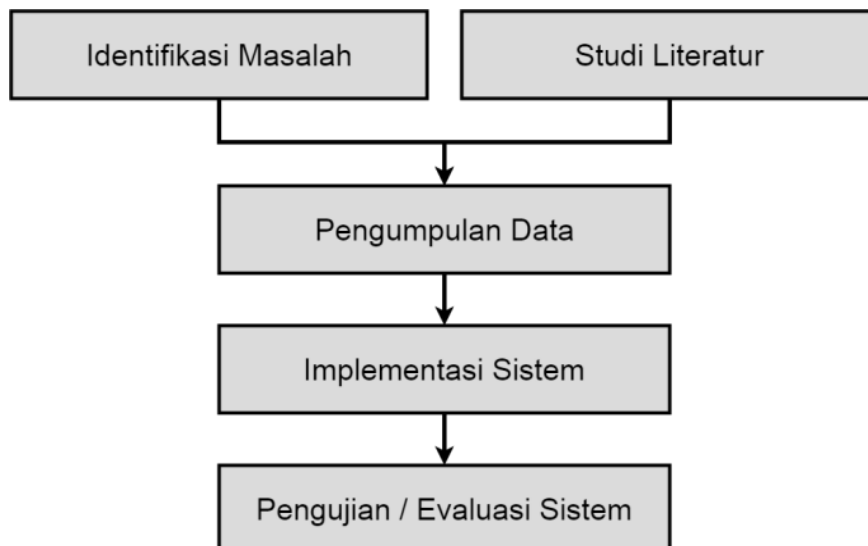 Identifikasi Masalah
Studi Literatur
Pengumpulan Data
Implementasi Sistem
Pengujian / Evaluasi Sistem